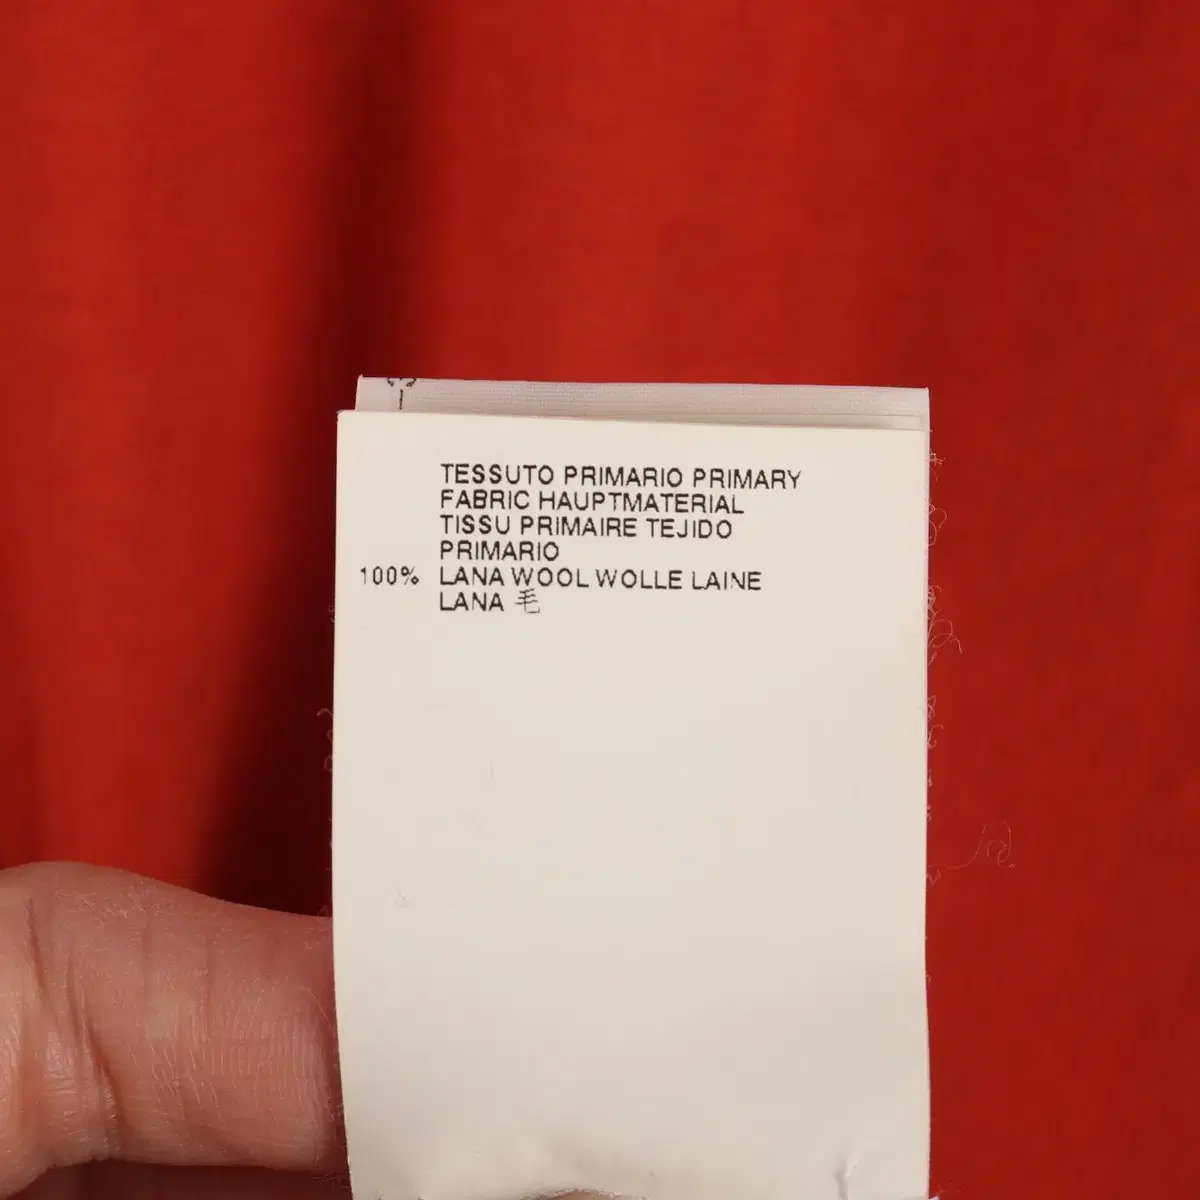 TESSUTO PRIMARIO PRIMARY
FABRIC HAUPTMATERIAL
TISSU PRIMAIRE TEJIDO
PRIMARIO
100% LANA WOOL WOLLE LAINE
LANA 毛